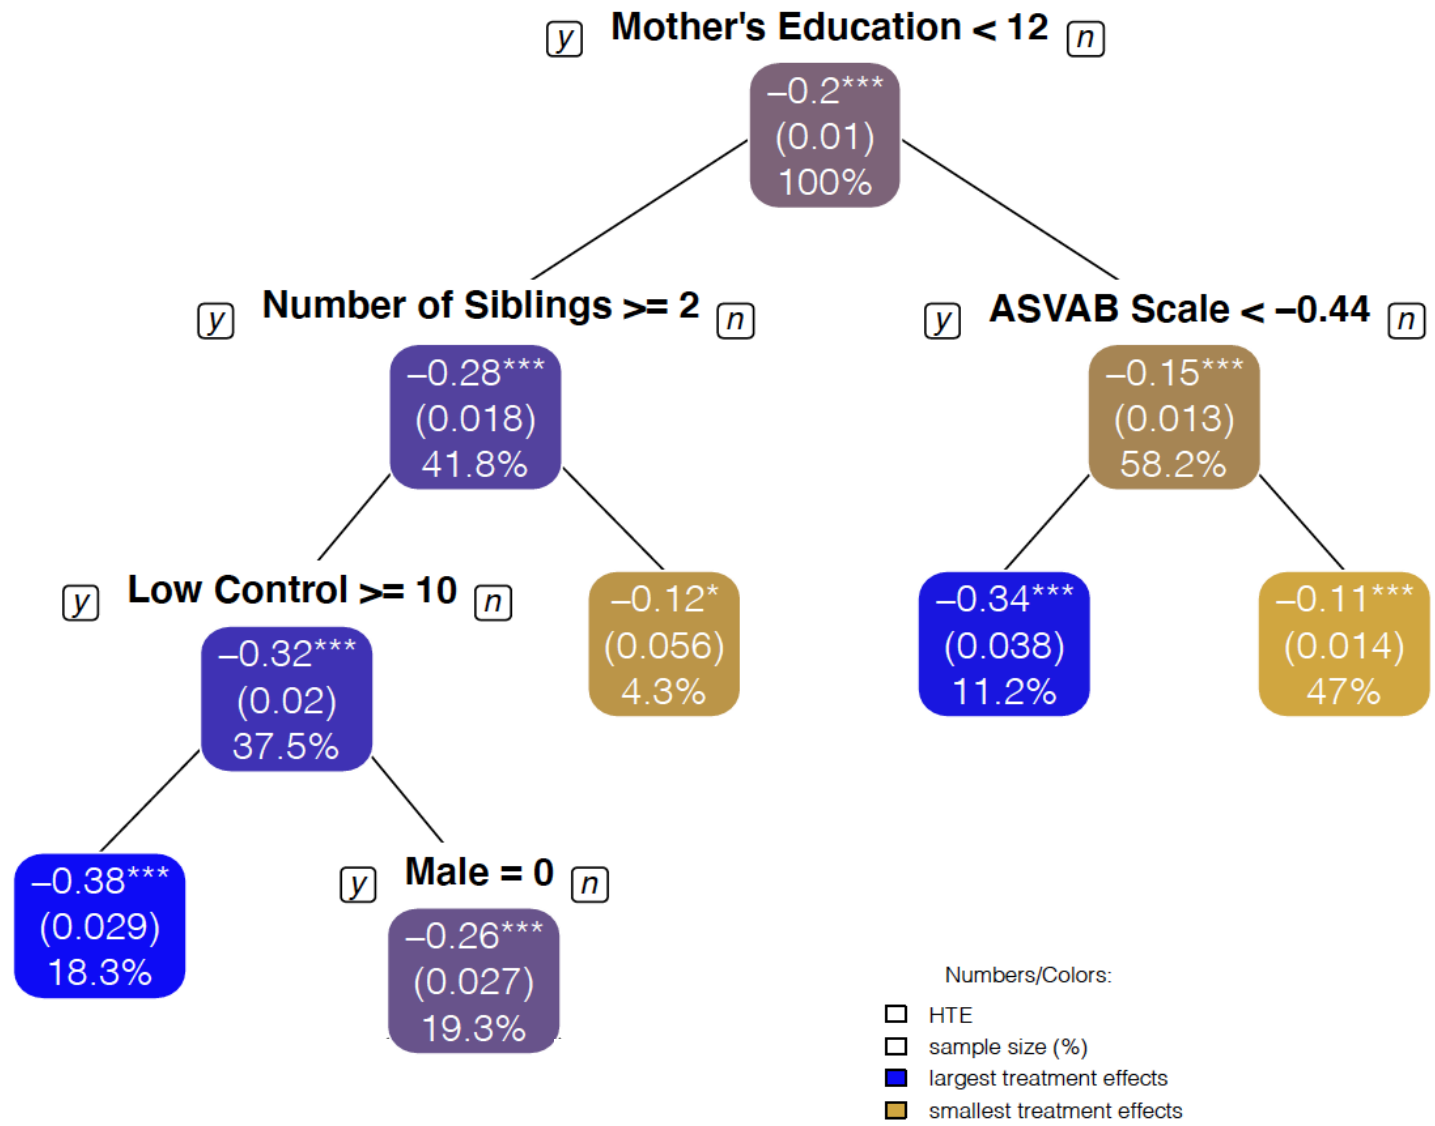 y Mother's Education < 12 n
−0.2***
(0.01)
100%
y Number of Siblings >= 2 n
−0.28***
(0.018)
41.8%
y ASVAB Scale < −0.44 n
−0.15***
(0.013)
58.2%
y Low Control >= 10 n
−0.32***
(0.02)
37.5%
−0.12*
(0.056)
4.3%
−0.34***
(0.038)
11.2%
−0.11***
(0.014)
47%
−0.38***
(0.029)
18.3%
y Male = 0 n
−0.26***
(0.027)
19.3%
Numbers/Colors:
HTE
sample size (%)
largest treatment effects
smallest treatment effects